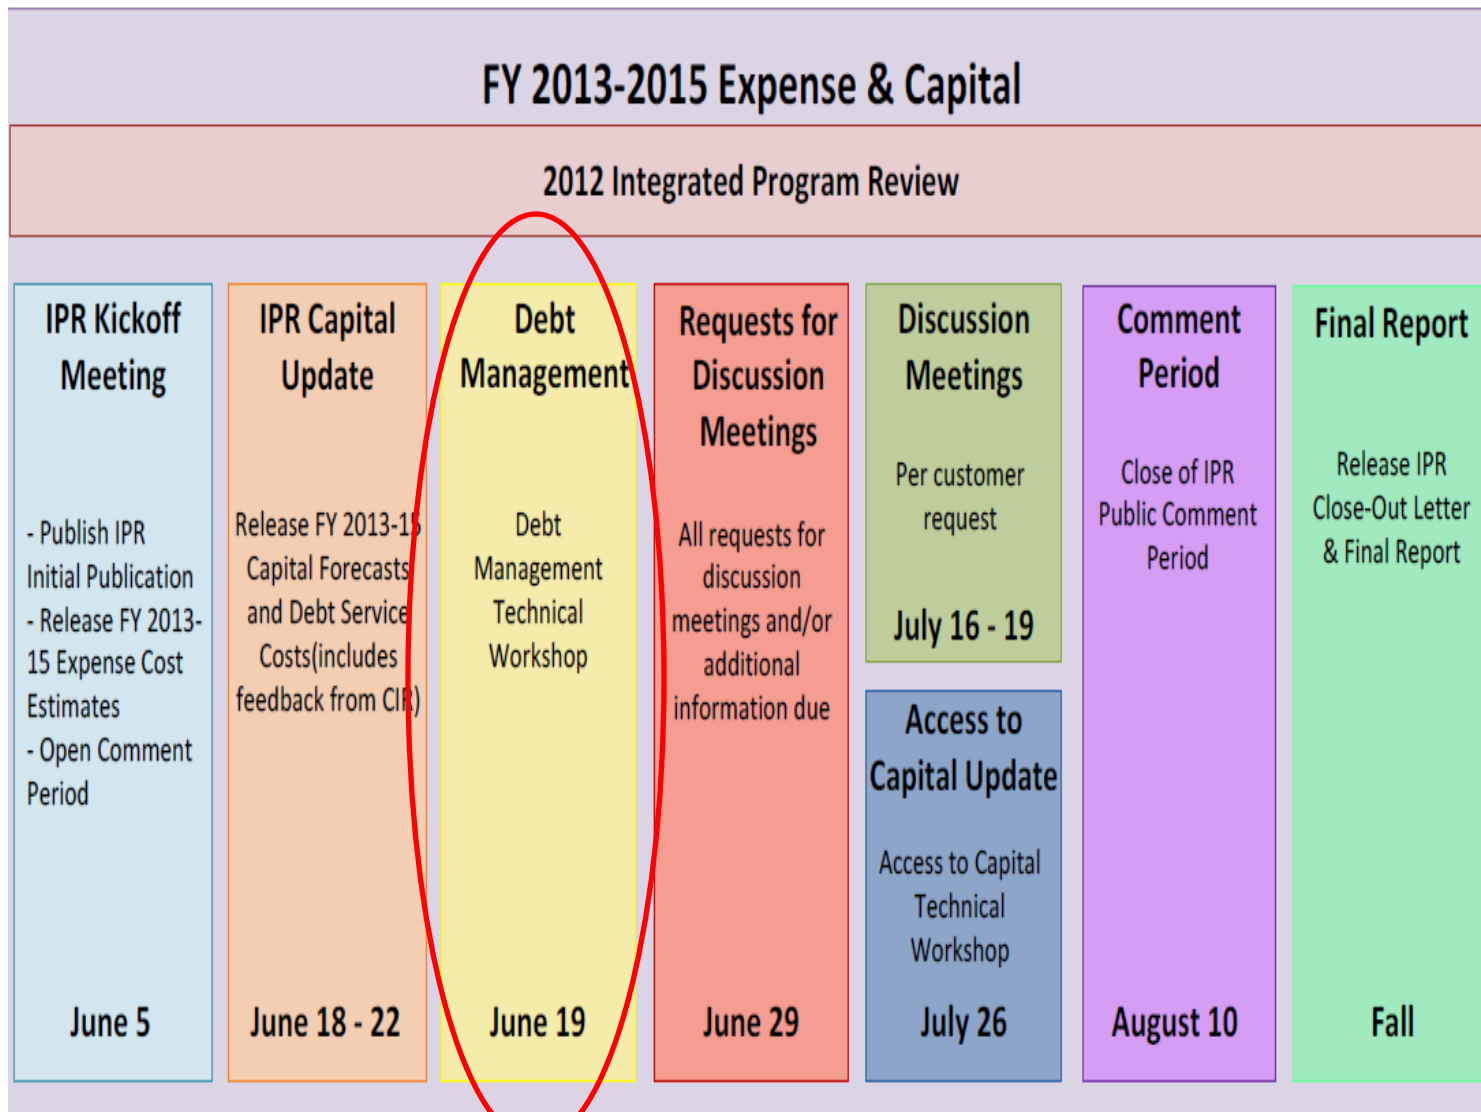 FY 2013-2015 Expense & Capital
2012 Integrated Program Review
IPR Kickoff
Meeting
- Publish IPR
Initial Publication
- Release FY 2013-
15 Expense Cost
Estimates
- Open Comment
Period
June 5
IPR Capital
Update
Release FY 2013-15
Capital Forecasts
and Debt Service
Costs(includes
feedback from CIR)
June 18 - 22
Debt
Management
Debt
Management
Technical
Workshop
June 19
Requests for
Discussion
Meetings
All requests for
discussion
meetings and/or
additional
information due
June 29
Discussion
Meetings
Per customer
request
July 16 - 19
Access to
Capital Update
Access to Capital
Technical
Workshop
July 26
Comment
Period
Close of IPR
Public Comment
Period
August 10
Final Report
Release IPR
Close-Out Letter
& Final Report
Fall